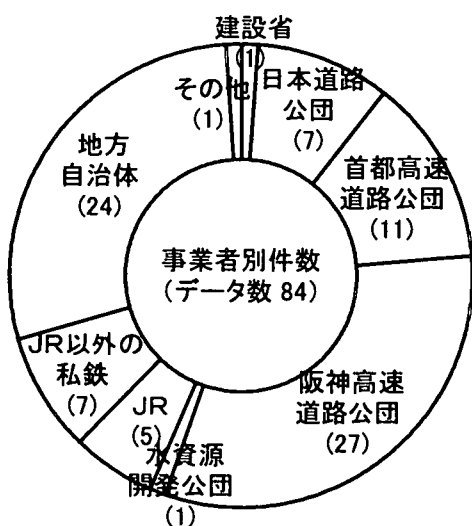 建設省
(1)
日本道路
公団
(7)
首都高速
道路公団
(11)
阪神高速
道路公団
(27)
水資源
開発公団
(1)
JR
(5)
JR以外の
私鉄
(7)
地方
自治体
(24)
その他
(1)
事業者別件数
(データ数 84)